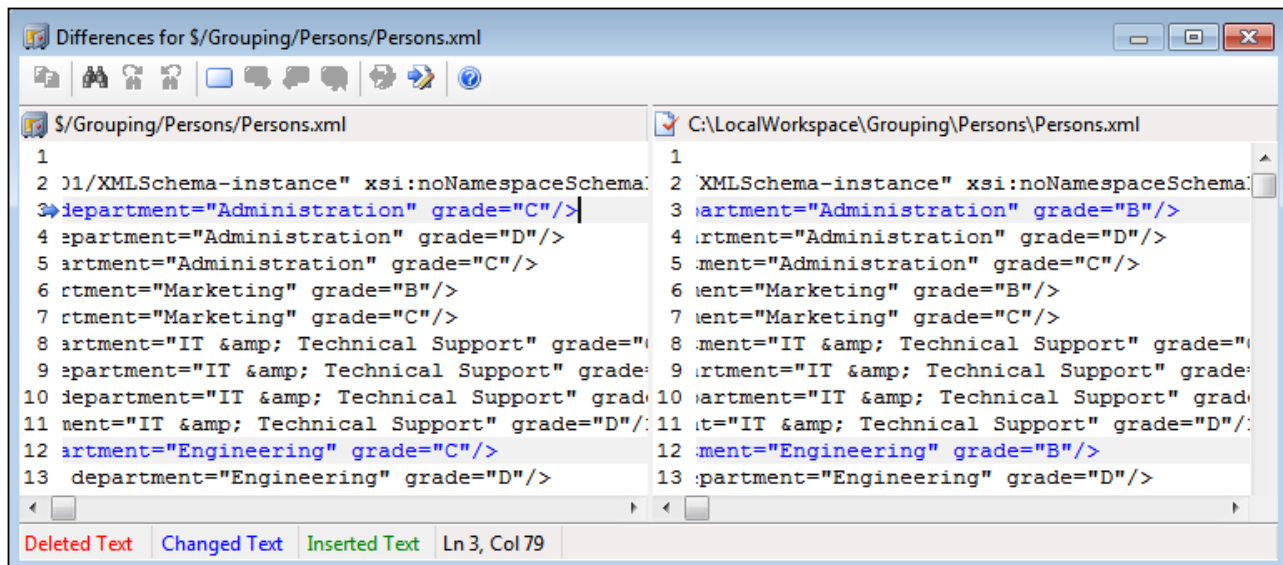 Differences for $/Grouping/Persons/Persons.xml
$/Grouping/Persons/Persons.xml
1
2 01/XMLSchema-instance" xsi:noNamespaceSchema
3 department="Administration" grade="C"/>
4 epartment="Administration" grade="D"/>
5 artment="Administration" grade="C"/>
6 rtment="Marketing" grade="B"/>
7 rtment="Marketing" grade="C"/>
8 artment="IT &amp; Technical Support" grade="
9 epartment="IT &amp; Technical Support" grade
10 department="IT &amp; Technical Support" grad
11 ment="IT &amp; Technical Support" grade="D"/
12 artment="Engineering" grade="C"/>
13 department="Engineering" grade="D"/>
C:\LocalWorkspace\Grouping\Persons\Persons.xml
1
2 XMLSchema-instance" xsi:noNamespaceSchema
3 artment="Administration" grade="B"/>
4 rtment="Administration" grade="D"/>
5 ment="Administration" grade="C"/>
6 ent="Marketing" grade="B"/>
7 ent="Marketing" grade="C"/>
8 ment="IT &amp; Technical Support" grade="
9 rtment="IT &amp; Technical Support" grade
10 artment="IT &amp; Technical Support" grad
11 t="IT &amp; Technical Support" grade="D"/
12 ment="Engineering" grade="B"/>
13 partment="Engineering" grade="D"/>
Deleted Text Changed Text Inserted Text Ln 3, Col 79